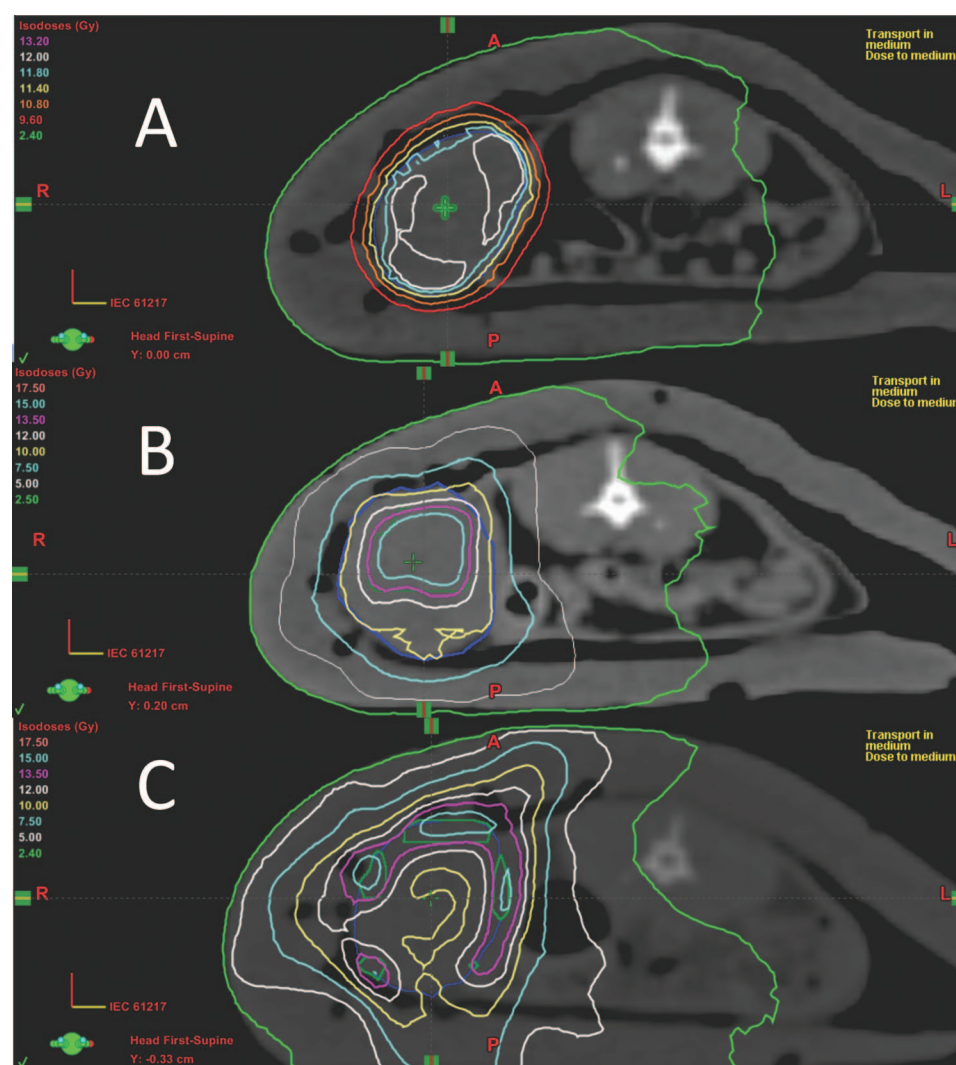 Isodoses (Gy)
13.20
12.00
11.80
11.40
10.80
9.60
2.40
A
A
Transport in
medium
Dose to medium
R
L
IEC 61217
Head First-Supine
Y: 0.00 cm
P
Isodoses (Gy)
17.50
15.00
13.50
12.00
10.00
7.50
5.00
2.50
B
A
Transport in
medium
Dose to medium
R
L
IEC 61217
Head First-Supine
Y: 0.20 cm
P
Isodoses (Gy)
17.50
15.00
13.50
12.00
10.00
7.50
5.00
2.40
C
A
Transport in
medium
Dose to medium
R
L
IEC 61217
Head First-Supine
Y: -0.33 cm
P